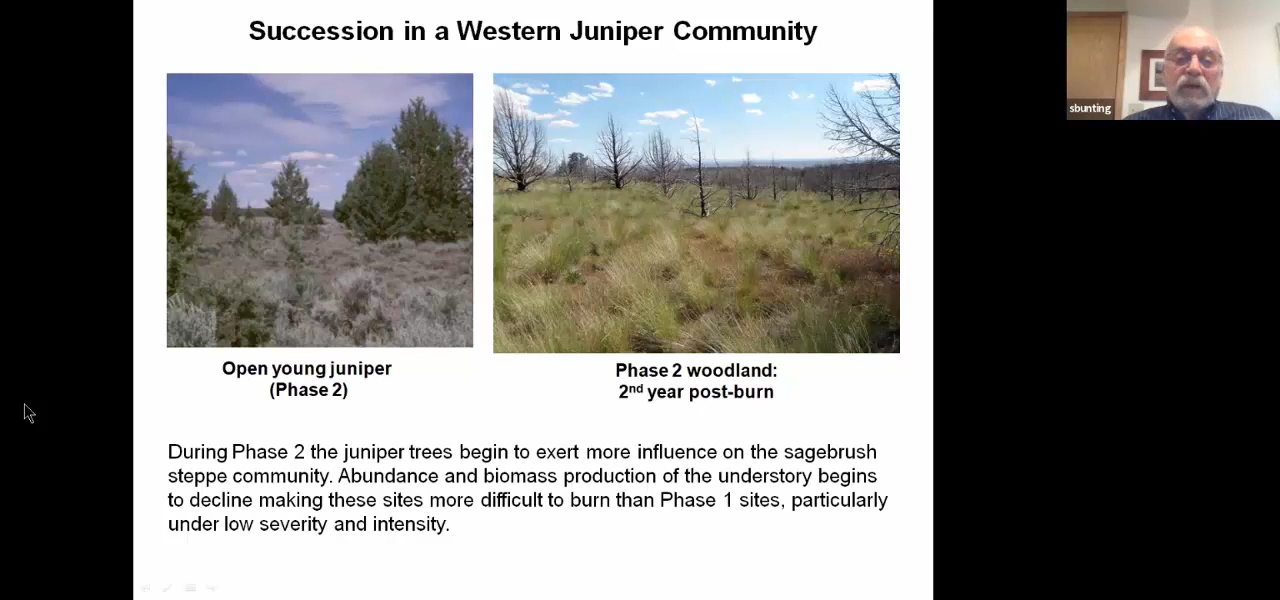 Succession in a Western Juniper Community
sbunting
Open young juniper
(Phase 2)
Phase 2 woodland:
2nd year post-burn
During Phase 2 the juniper trees begin to exert more influence on the sagebrush
steppe community. Abundance and biomass production of the understory begins
to decline making these sites more difficult to burn than Phase 1 sites, particularly
under low severity and intensity.